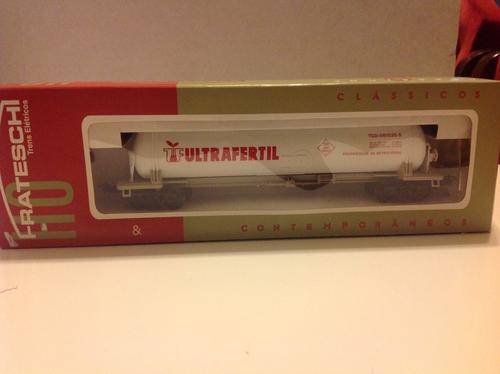 FRATESCHI
Trens Elétricos
HO
CLÁSSICOS
&
CONTEMPORÂNEOS
ULTRAFERTIL